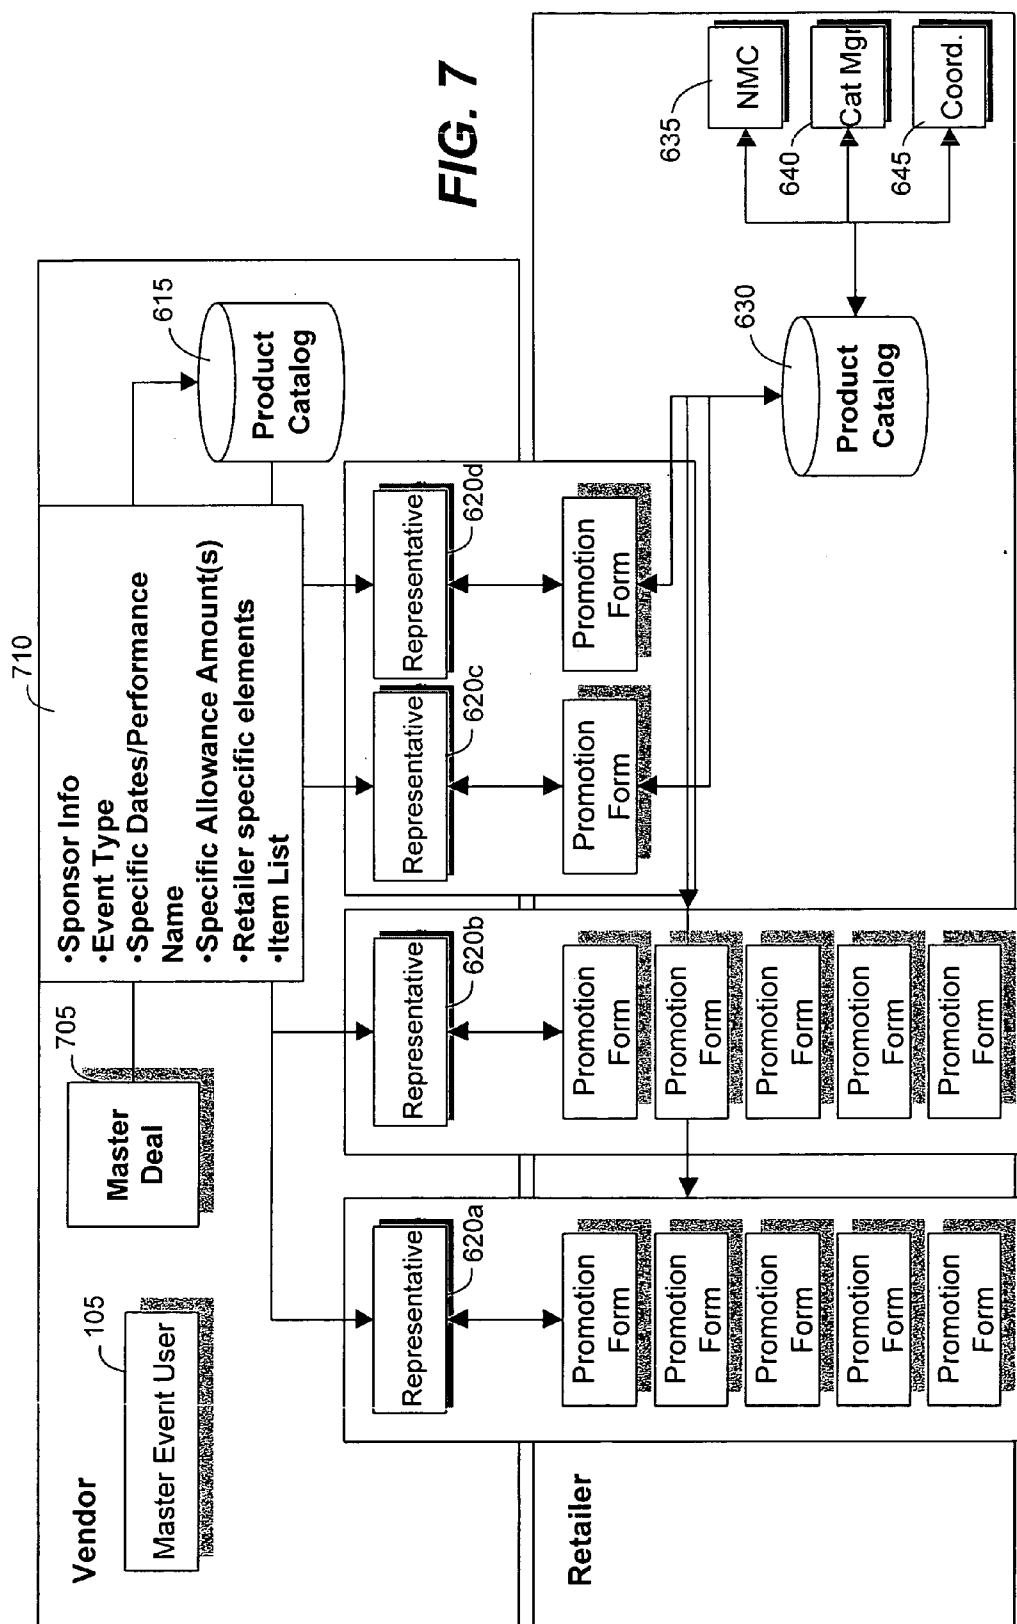 FIG. 7
Vendor
Master Event User
105
Master
Deal
705
710
•Sponsor Info
•Event Type
•Specific Dates/Performance
Name
•Specific Allowance Amount(s)
•Retailer specific elements
•Item List
Product
Catalog
615
Representative
620a
Representative
620b
Representative
620c
Representative
620d
Retailer
Promotion
Form
Promotion
Form
Promotion
Form
Promotion
Form
Promotion
Form
Promotion
Form
Promotion
Form
Promotion
Form
Promotion
Form
Promotion
Form
Promotion
Form
Promotion
Form
Product
Catalog
630
NMC
635
Cat Mgr
640
Coord.
645